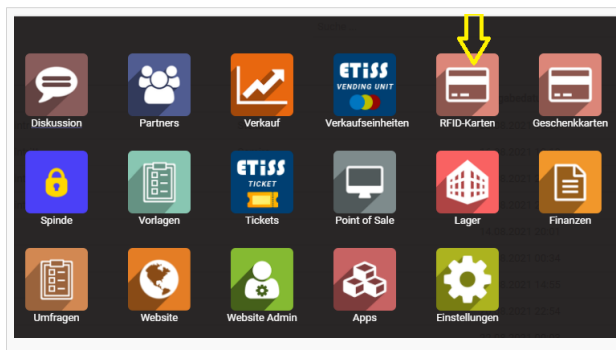 ETiSS
VENDING UNIT
Diskussion
Partners
Verkauf
Verkaufseinheiten
RFID-Karten
Geschenkkarten
ETiSS
TICKET
Spinde
Vorlagen
Tickets
Point of Sale
Lager
Finanzen
Umfragen
Website
Website Admin
Apps
Einstellungen